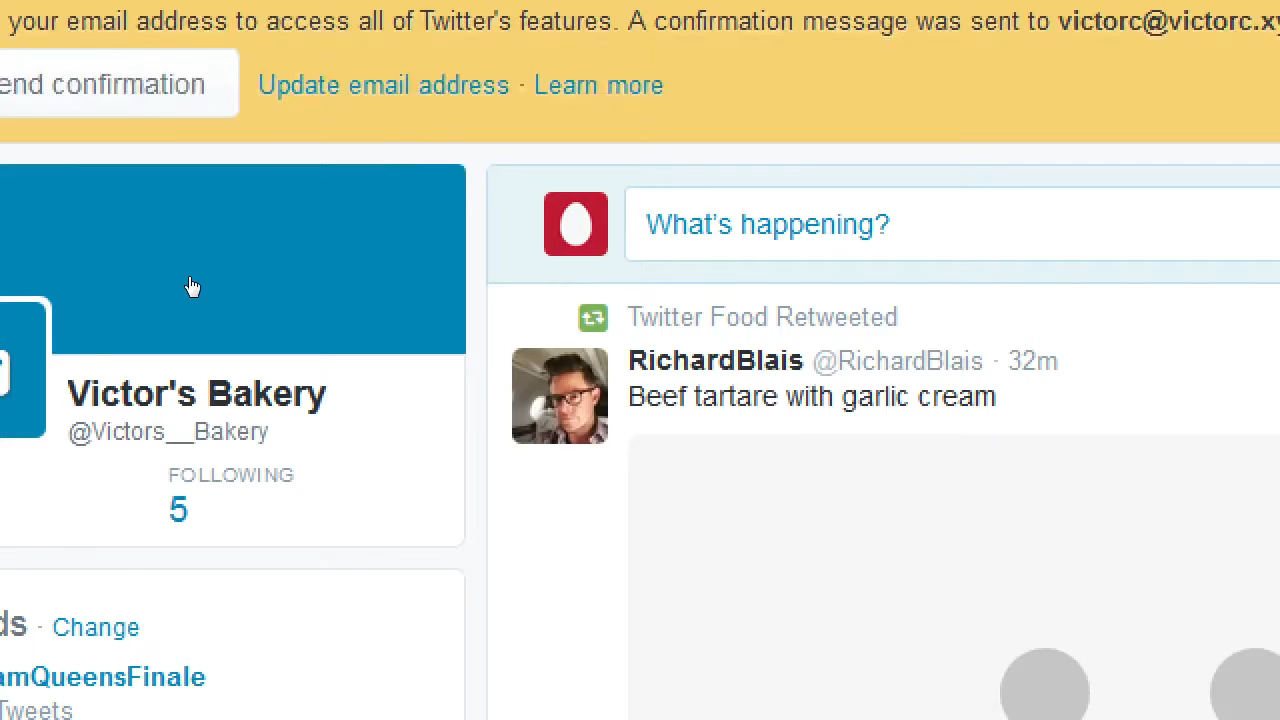 your email address to access all of Twitter's features. A confirmation message was sent to victorc@victorc.xy
end confirmation
Update email address · Learn more
What's happening?
Twitter Food Retweeted
RichardBlais @RichardBlais · 32m
Beef tartare with garlic cream
Victor's Bakery
@Victors__Bakery
FOLLOWING
5
ds · Change
amQueensFinale
Tweets